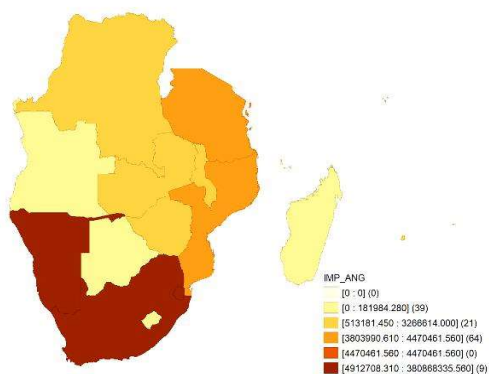 IMP_ANG
[0 : 0] (0)
[0 : 181984.280] (39)
[513181.450 : 3266614.000] (21)
[3803990.610 : 4470461.560] (64)
[4470461.560 : 4470461.560] (0)
[4912708.310 : 380868335.560] (9)